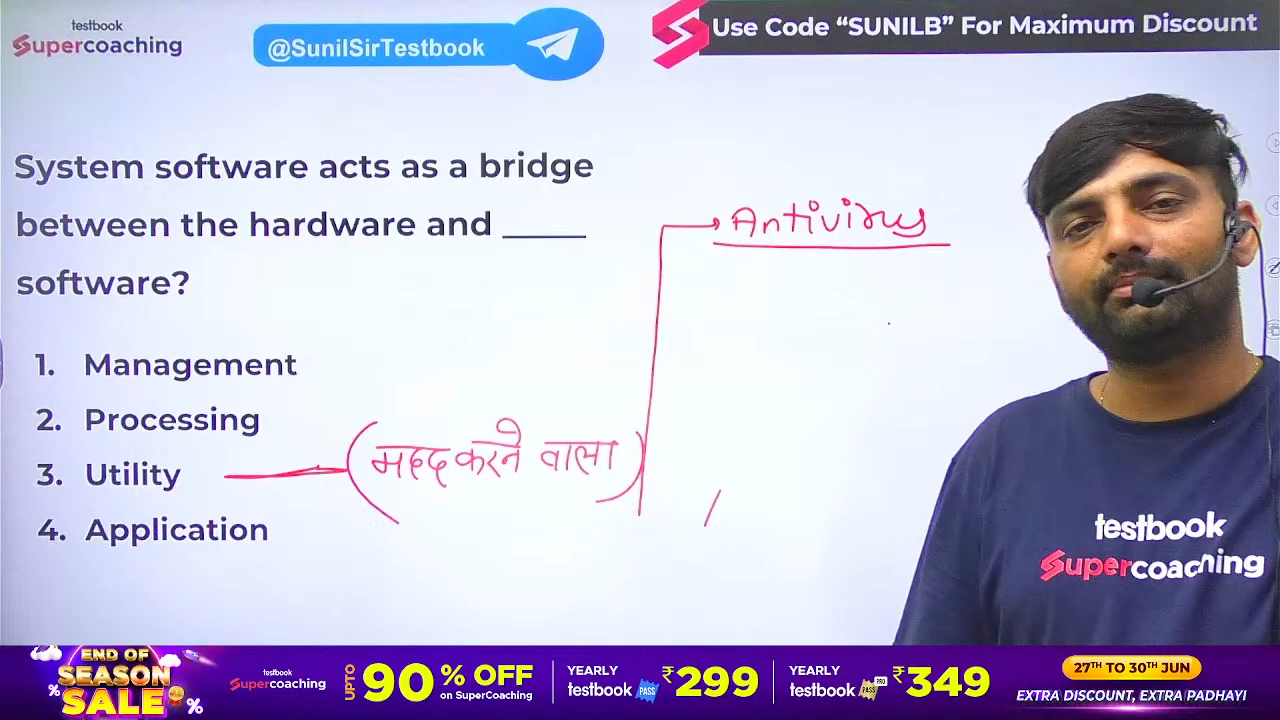 testbook
Supercoaching
@SunilSirTestbook
Use Code “SUNILB” For Maximum Discount
System software acts as a bridge
between the hardware and _____
software?
1. Management
2. Processing
3. Utility
4. Application
(मदद करने वाला)
Antivirus
testbook
Supercoaching
END OF
SEASON
SALE
testbook
Supercoaching
UPTO 90% OFF
on SuperCoaching
YEARLY
testbook PASS ₹299
YEARLY
testbook PASS PRO ₹349
27TH TO 30TH JUN
EXTRA DISCOUNT, EXTRA PADHAYI